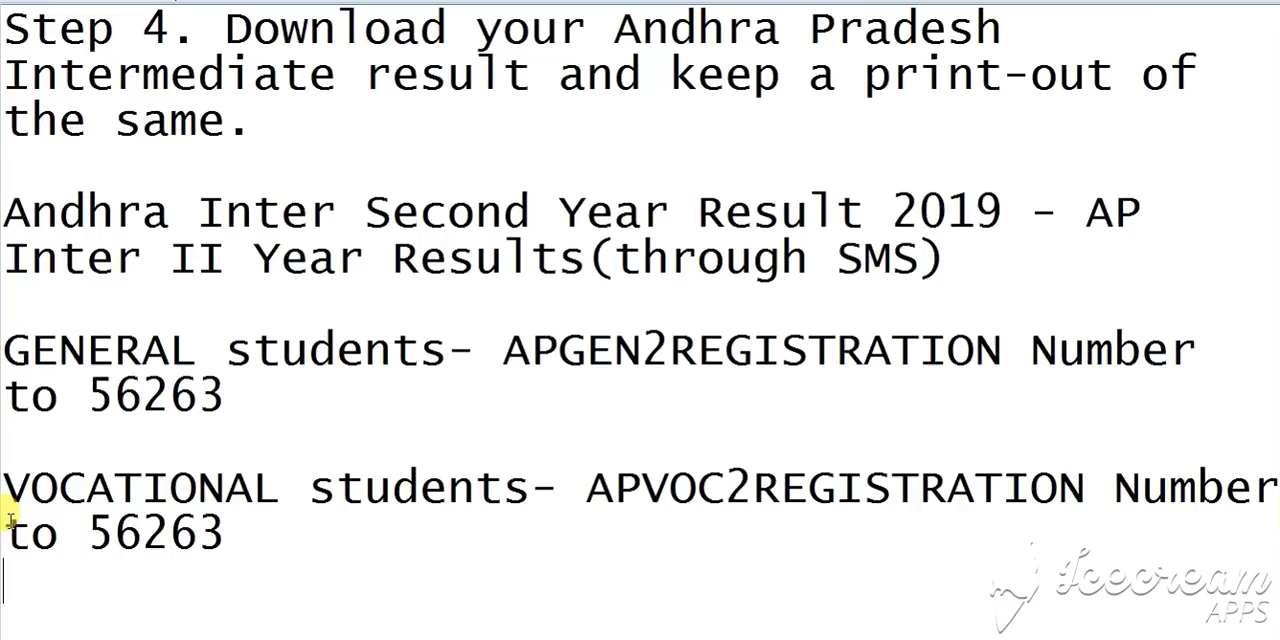 Step 4. Download your Andhra Pradesh
Intermediate result and keep a print-out of
the same.
Andhra Inter Second Year Result 2019 - AP
Inter II Year Results(through SMS)
GENERAL students- APGEN2REGISTRATION Number
to 56263
VOCATIONAL students- APVOC2REGISTRATION Number
to 56263
Icecream
APPS